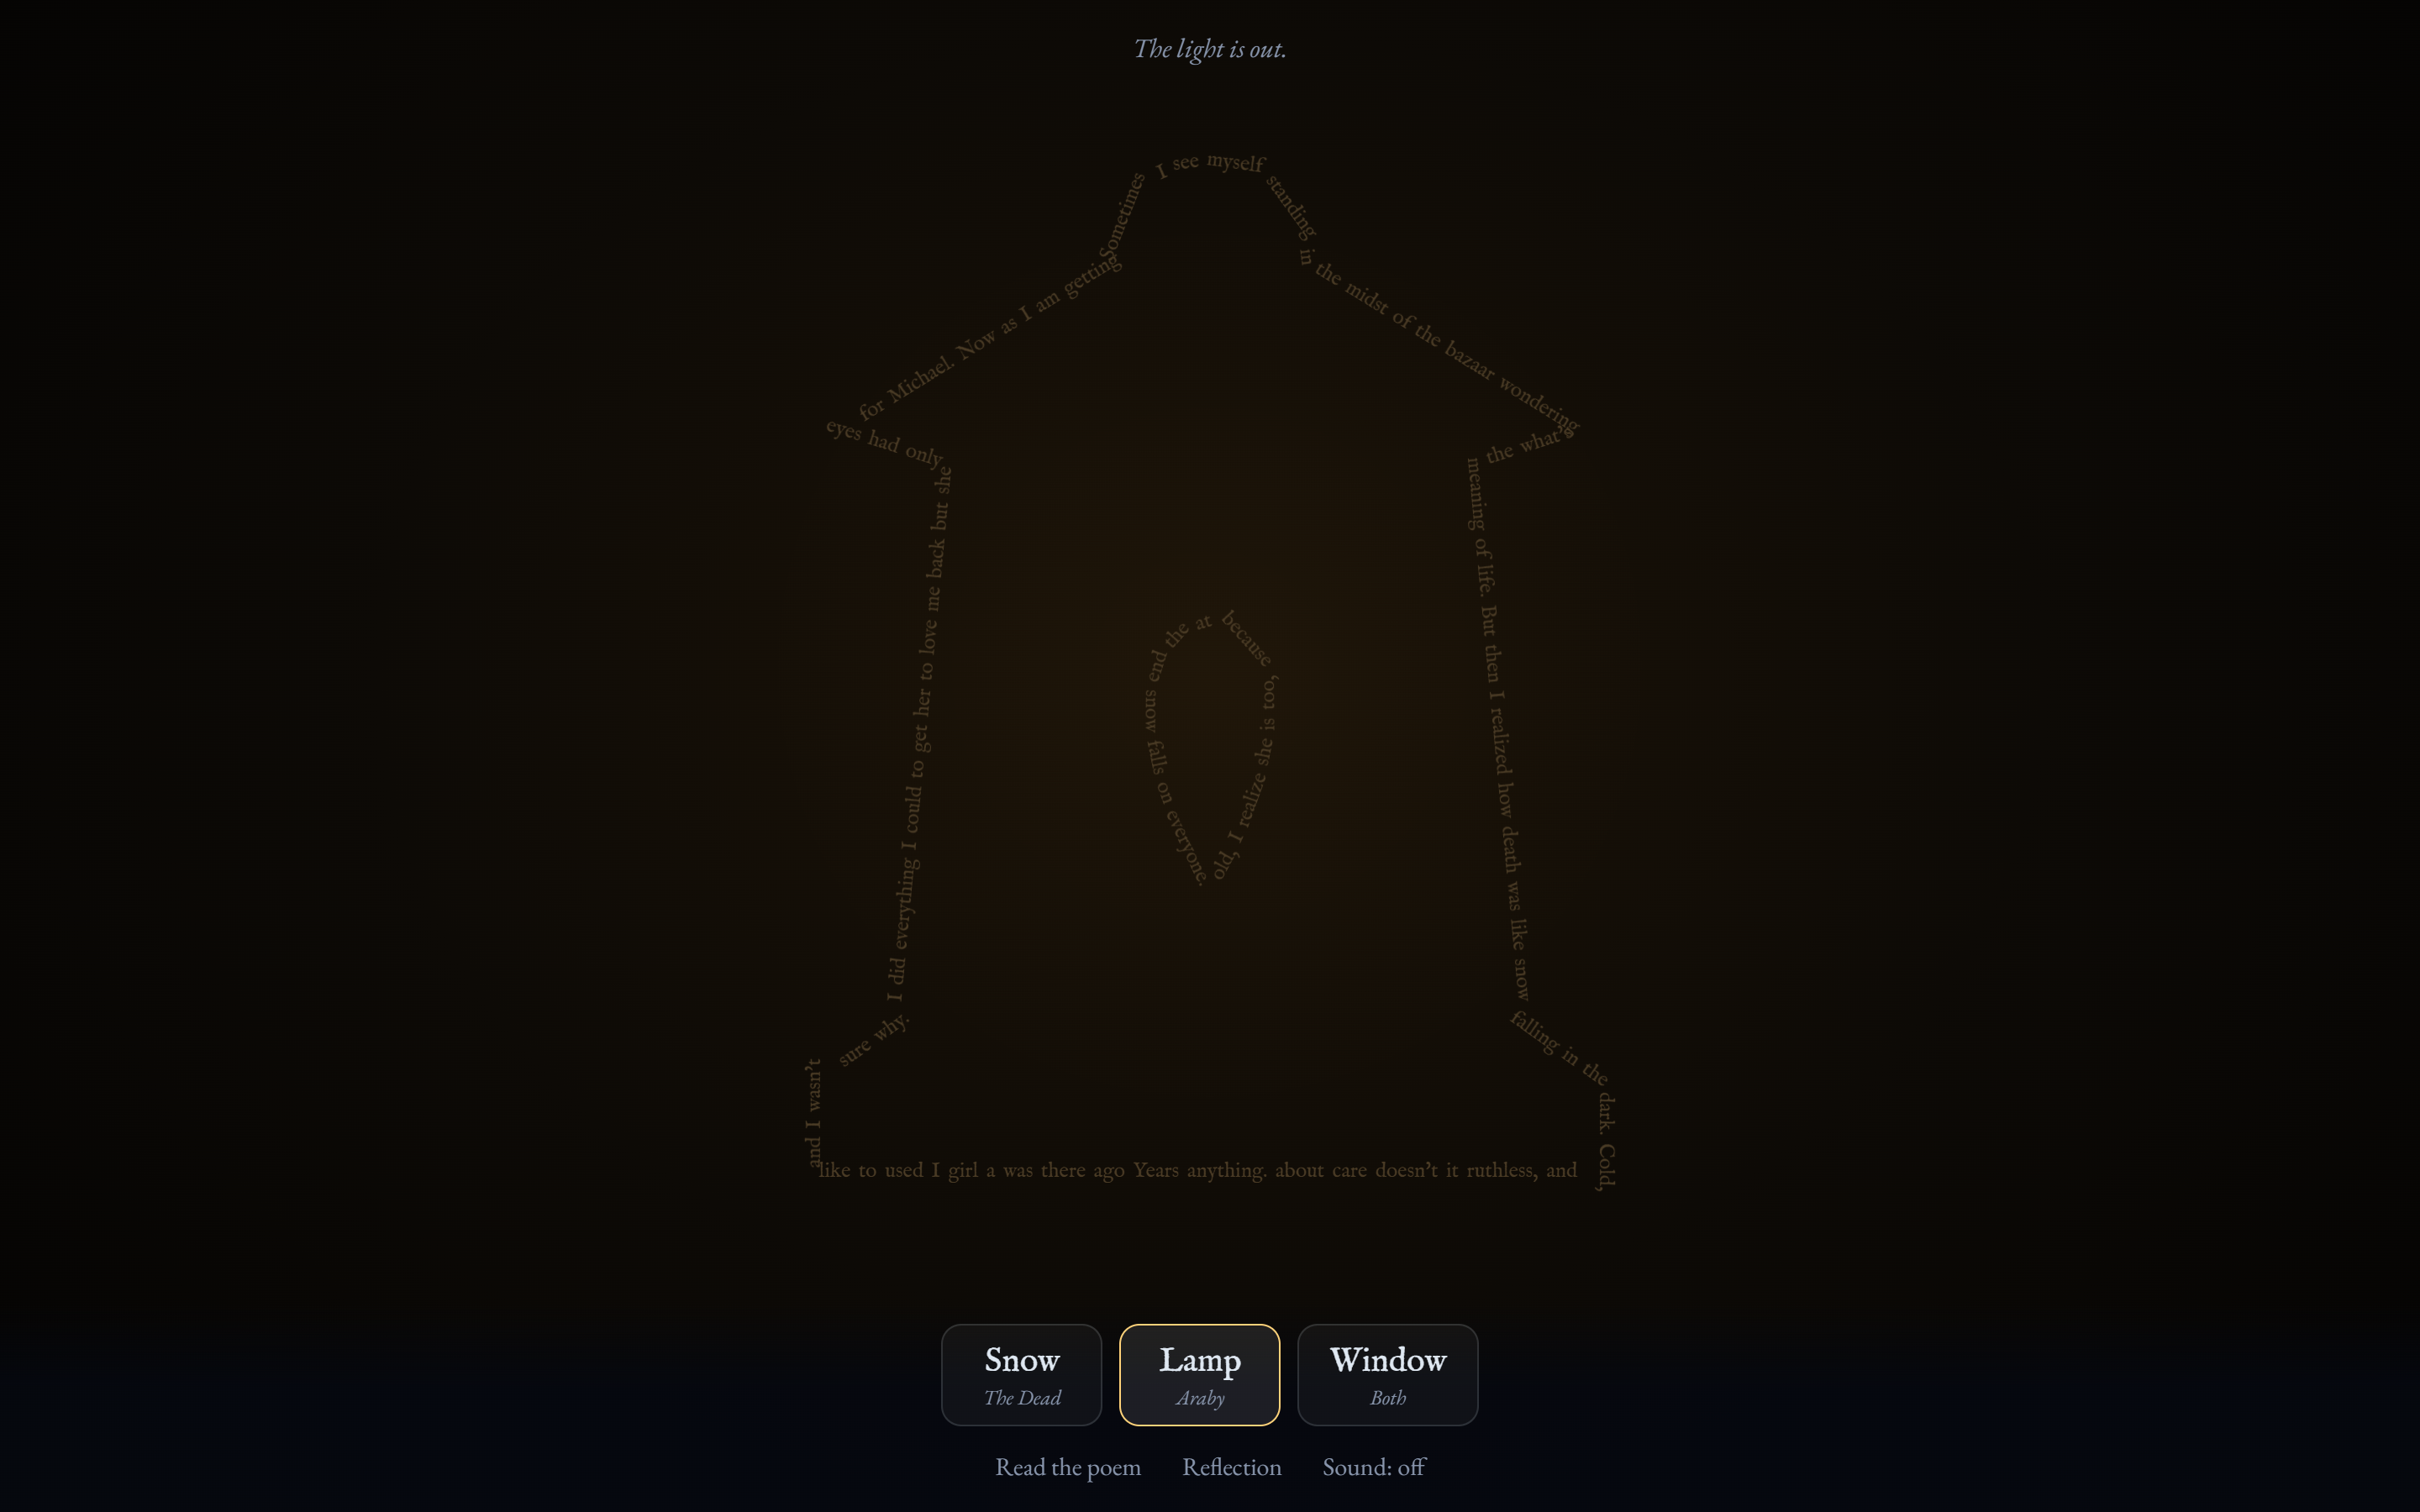 The light is out.
Sometimes
I see myself
standing
in
the midst of the bazaar wondering
the what’s
meaning of life. But then I realized how death was like snow
falling in the
dark. Cold,
like to used I girl a was there ago Years anything. about care doesn’t it ruthless, and
and I wasn’t
sure why.
I did everything I could to get her to love me back but she
eyes had only
for Michael. Now as I am getting
old, I realize she is too,
because
at the end snow falls on everyone.
Snow
The Dead
Lamp
Araby
Window
Both
Read the poem
Reflection
Sound: off